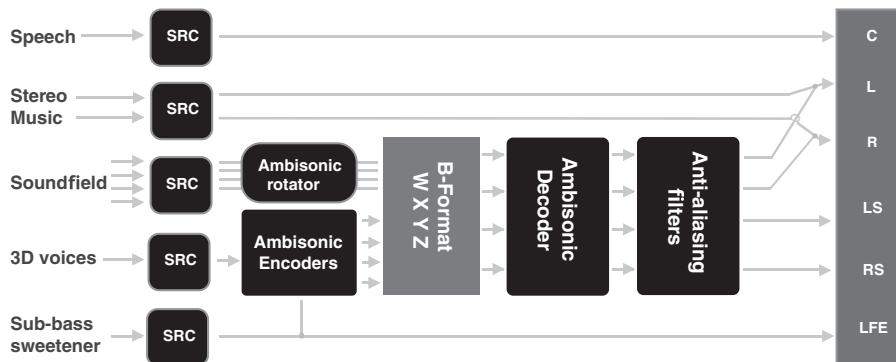 Speech
SRC
C
Stereo
Music
SRC
L
R
Soundfield
SRC
Ambisonic
rotator
B-Format
W X Y Z
Ambisonic
Decoder
Anti-aliasing
filters
LS
3D voices
SRC
Ambisonic
Encoders
RS
Sub-bass
sweetener
SRC
LFE